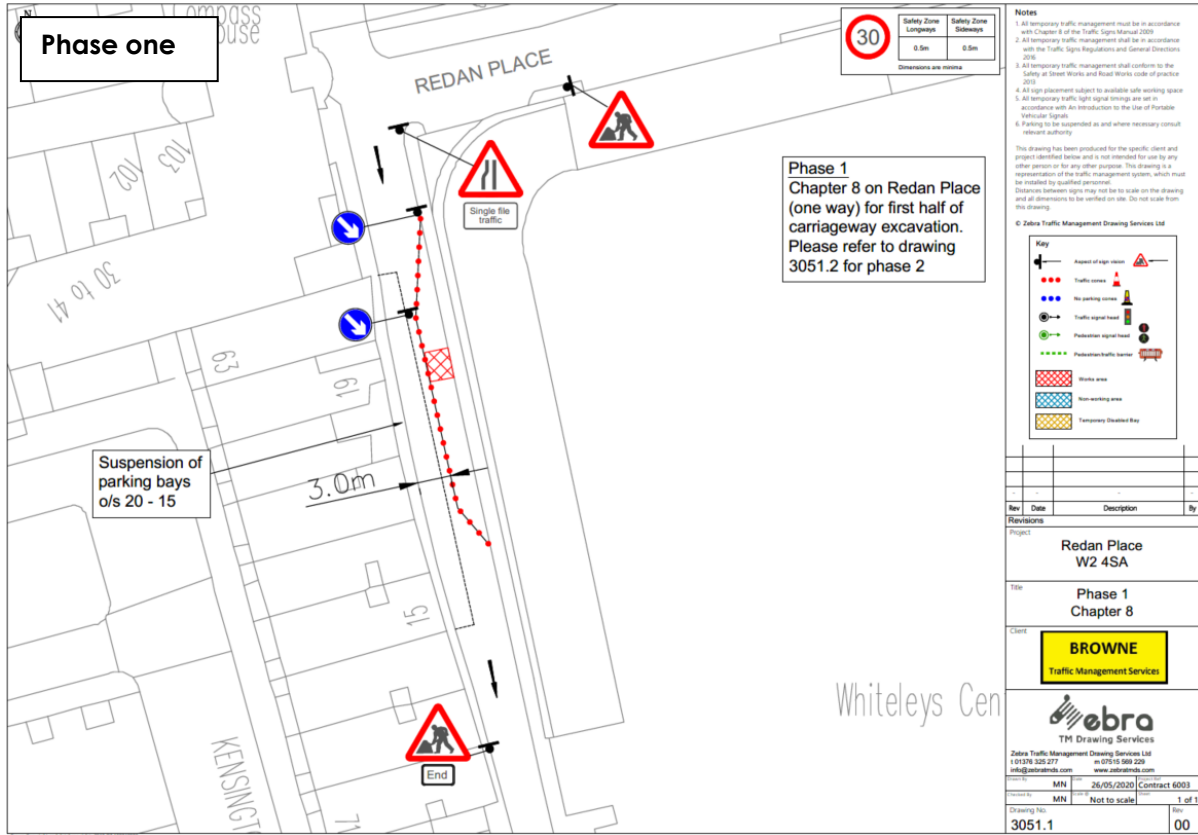 Compass
House
N
Phase one
REDAN PLACE
30
Safety Zone Longways
Safety Zone Sideways
0.5m
0.5m
Dimensions are minima
103
102
Single file
traffic
Phase 1
Chapter 8 on Redan Place
(one way) for first half of
carriageway excavation.
Please refer to drawing
3051.2 for phase 2
30 to 41
63
19
Suspension of
parking bays
o/s 20 - 15
3.0m
15
Whiteleys Cen
KENSINGT
End
71
Notes
1. All temporary traffic management must be in accordance
with Chapter 8 of the Traffic Signs Manual 2009
2. All temporary traffic management shall be in accordance
with the Traffic Signs Regulations and General Directions
2016
3. All temporary traffic management shall conform to the
Safety at Street Works and Road Works code of practice
2013
4. All sign placement subject to available safe working space
5. All temporary traffic light signal timings are set in
accordance with An Introduction to the Use of Portable
Vehicular Signals
6. Parking to be suspended as and where necessary consult
relevant authority
This drawing has been produced for the specific client and
project identified below and is not intended for use by any
other person or for any other purpose. This drawing is a
representation of the traffic management system, which must
be installed by qualified personnel.
Distances between signs may not be to scale on the drawing
and all dimensions to be verified on site. Do not scale from
this drawing.
© Zebra Traffic Management Drawing Services Ltd
Key
Aspect of sign vision
Traffic cones
No parking cones
Traffic signal head
Pedestrian signal head
Pedestrian/traffic barrier
Works area
Non-working area
Temporary Disabled Bay
- - - -
Rev Date Description By
Revisions
Project
Redan Place
W2 4SA
Title
Phase 1
Chapter 8
Client
BROWNE
Traffic Management Services
Zebra
TM Drawing Services
Zebra Traffic Management Drawing Services Ltd
t 01376 325 277 m 07515 569 229
info@zebratmds.com www.zebratmds.com
Drawn By MN Date 26/05/2020 Project Ref Contract 6003
Checked By MN Scale @ Not to scale Sheet 1 of 1
Drawing No. Rev
3051.1 00